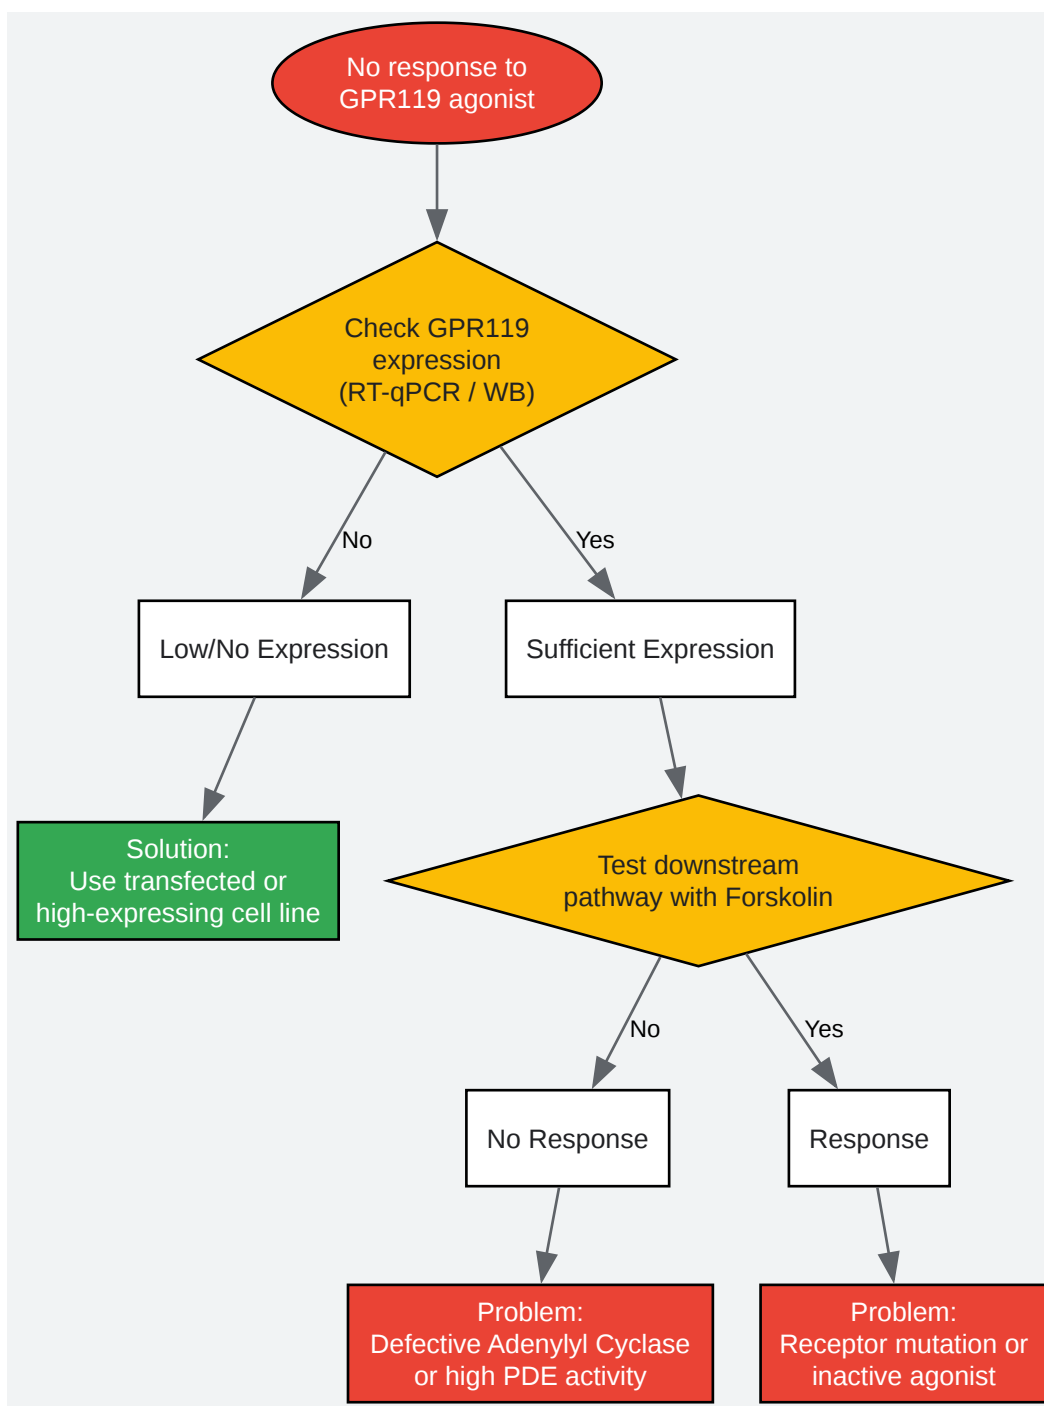 No response to
GPR119 agonist
Check GPR119
expression
(RT-qPCR / WB)
No
Yes
Low/No Expression
Sufficient Expression
Solution:
Use transfected or
high-expressing cell line
Test downstream
pathway with Forskolin
No
Yes
No Response
Response
Problem:
Defective Adenylyl Cyclase
or high PDE activity
Problem:
Receptor mutation or
inactive agonist